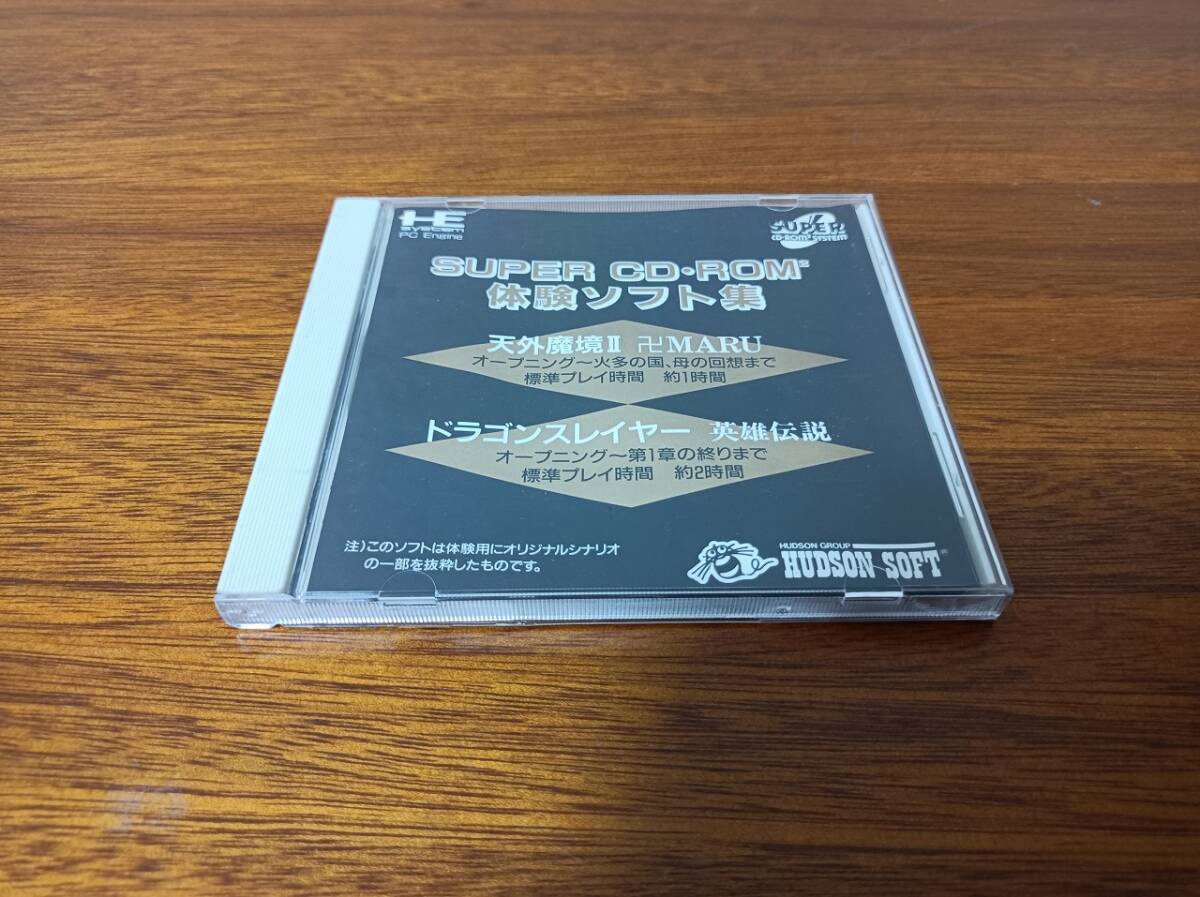 HE
system
PC Engine
SUPER
CD-ROM² SYSTEM
SUPER CD・ROM²
体験ソフト集
天外魔境Ⅱ 卍MARU
オープニング〜火多の国、母の回想まで
標準プレイ時間 約1時間
ドラゴンスレイヤー 英雄伝説
オープニング〜第1章の終りまで
標準プレイ時間 約2時間
注)このソフトは体験用にオリジナルシナリオ
の一部を抜粋したものです。
HUDSON GROUP
HUDSON SOFT®